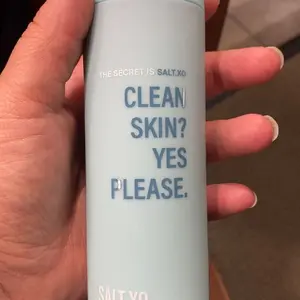 THE SECRET IS SALT.XO
CLEAN
SKIN?
YES
PLEASE.
SALT.XO